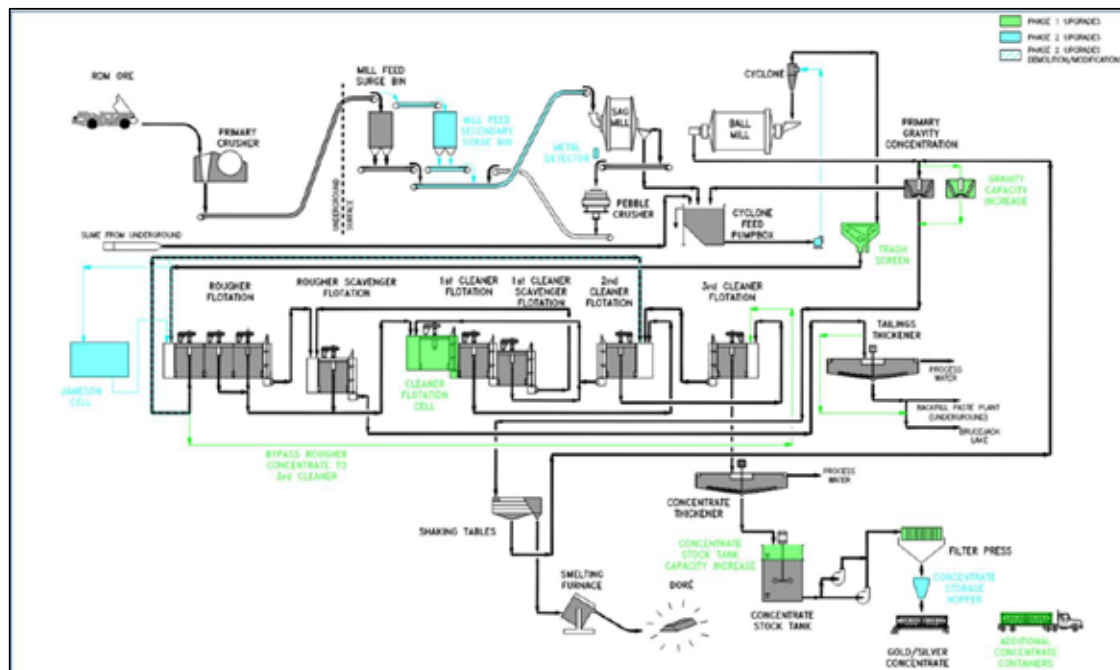 PHASE 1 UPGRADES
PHASE 2 UPGRADES
PHASE 2 UPGRADES
DEMOLITION/MODIFICATION
ROM ORE
PRIMARY
CRUSHER
MILL FEED
SURGE BIN
MILL FEED
SECONDARY
SURGE BIN
UNDERGROUND
SURFACE
METAL
DETECTOR
SAG
MILL
PEBBLE
CRUSHER
CYCLONE
BALL
MILL
PRIMARY
GRAVITY
CONCENTRATION
GRAVITY
CAPACITY
INCREASE
CYCLONE
FEED
PUMPBOX
TRASH
SCREEN
SLIME FROM UNDERGROUND
ROUGHER
FLOTATION
ROUGHER SCAVENGER
FLOTATION
1st CLEANER
FLOTATION
1st CLEANER
SCAVENGER
FLOTATION
2nd
CLEANER
FLOTATION
3rd CLEANER
FLOTATION
TAILINGS
THICKENER
PROCESS
WATER
BACKFILL PASTE PLANT
(UNDERGROUND)
BRUCEJACK
LAKE
JAMESON
CELL
CLEANER
FLOTATION
CELL
BYPASS ROUGHER
CONCENTRATE TO
3rd CLEANER
SHAKING TABLES
SMELTING
FURNACE
DORÉ
CONCENTRATE
THICKENER
PROCESS
WATER
CONCENTRATE
STOCK TANK
CAPACITY INCREASE
CONCENTRATE
STOCK TANK
FILTER PRESS
CONCENTRATE
STORAGE
HOPPER
GOLD/SILVER
CONCENTRATE
ADDITIONAL
CONCENTRATE
CONTAINERS